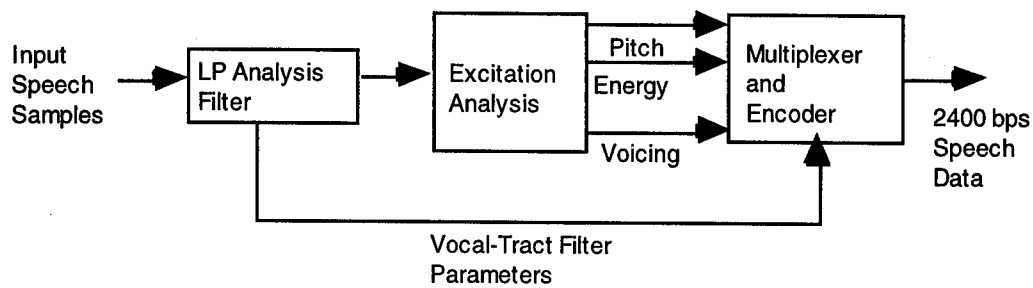 Input
Speech
Samples
LP Analysis
Filter
Excitation
Analysis
Pitch
Energy
Voicing
Multiplexer
and
Encoder
2400 bps
Speech
Data
Vocal-Tract Filter
Parameters